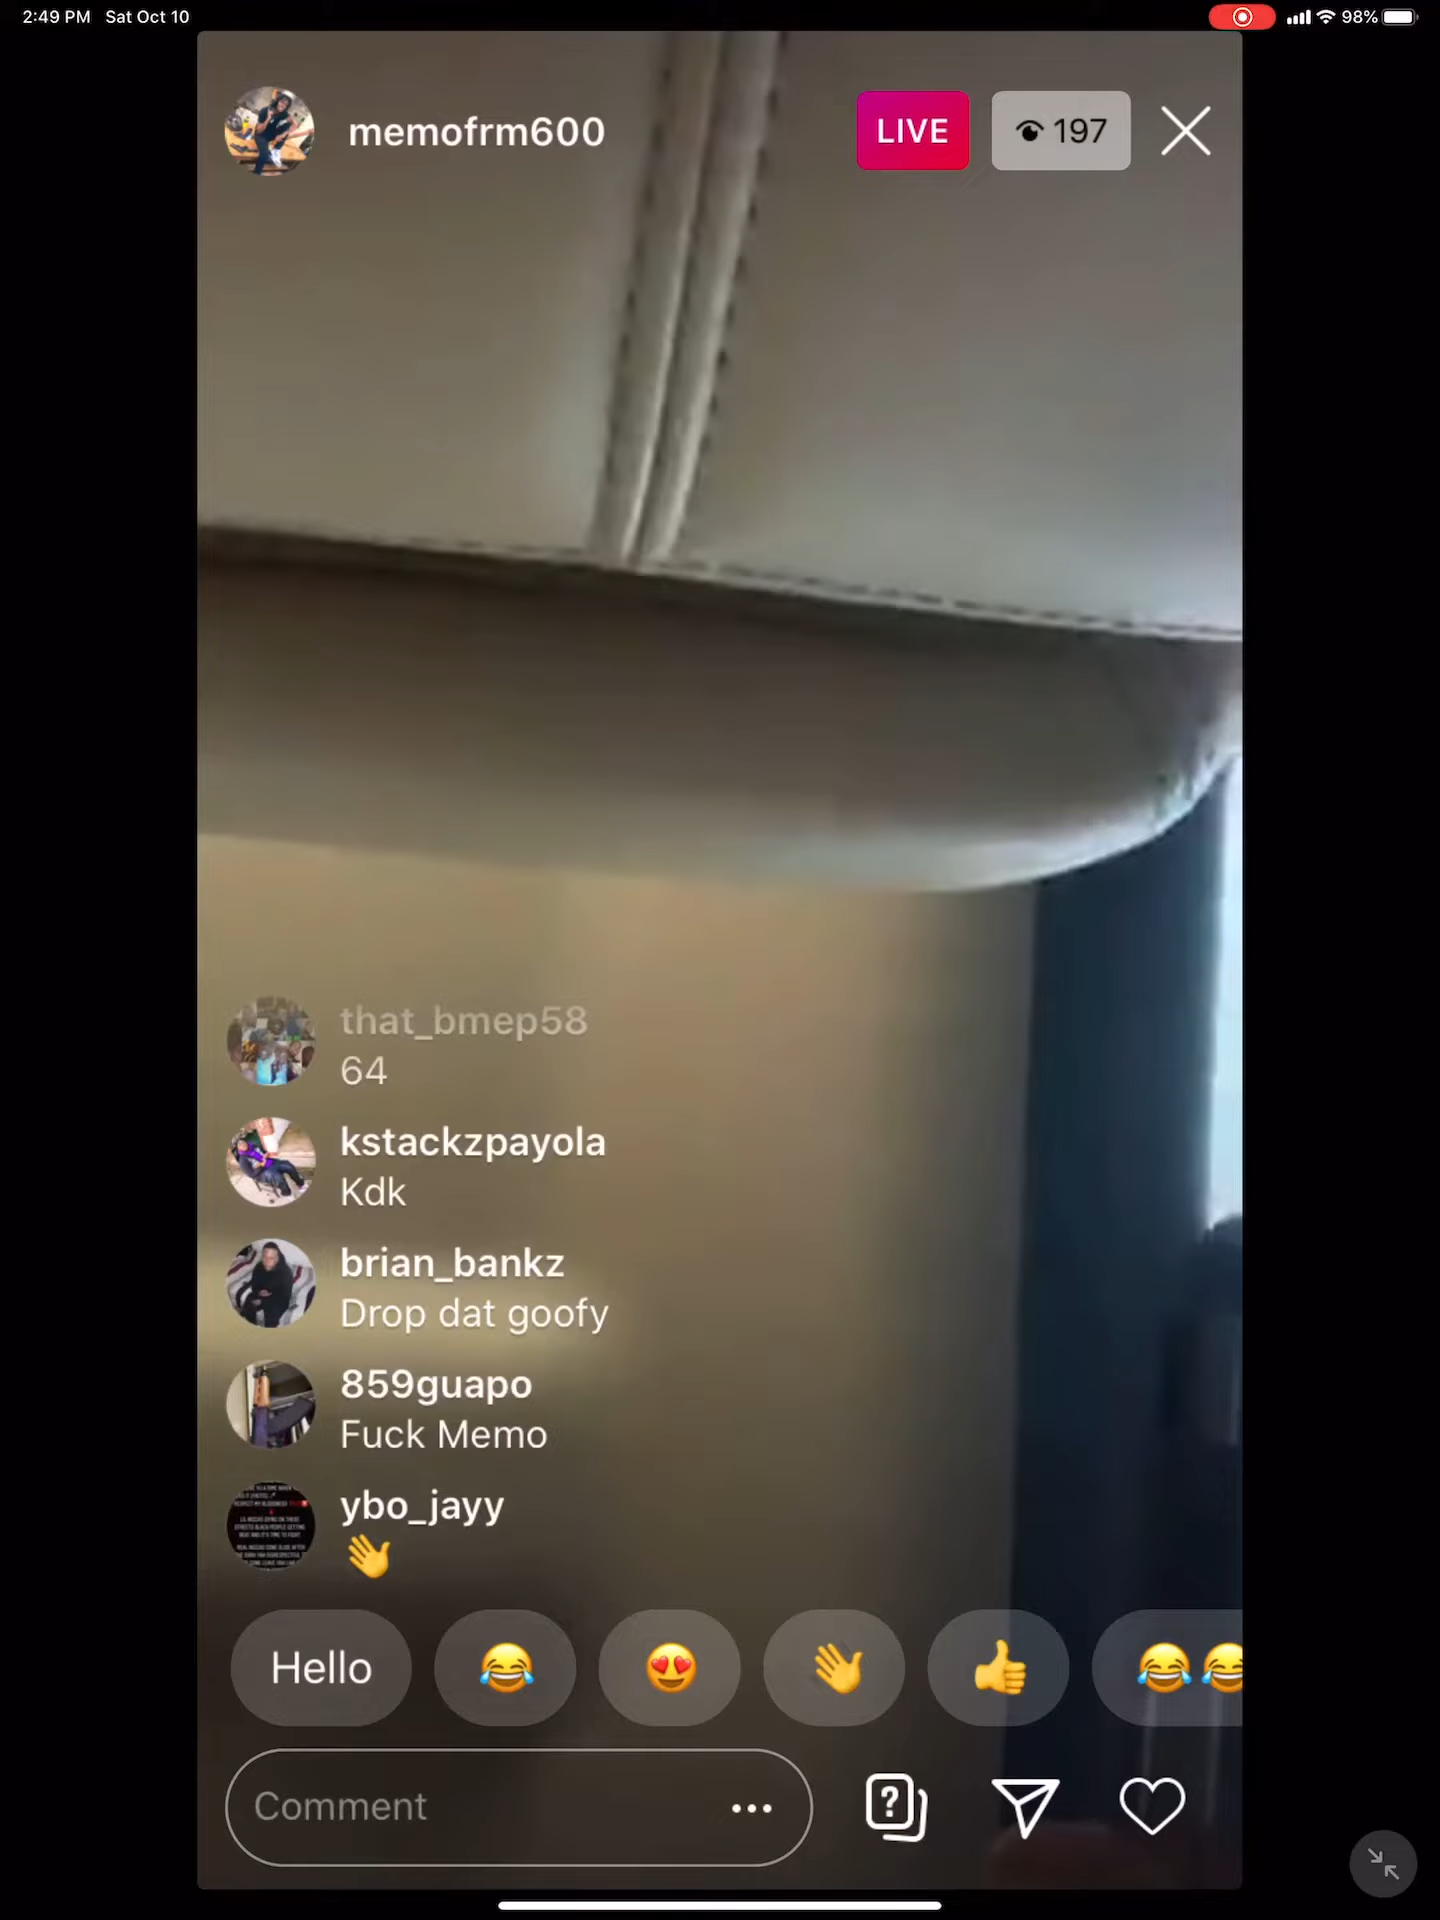 2:49 PM Sat Oct 10
98%
memofrm600
LIVE
197
that_bmep58
64
kstackzpayola
Kdk
brian_bankz
Drop dat goofy
859guapo
Fuck Memo
ybo_jayy
👋
Hello 😂 😍 👋 👍 😂😂
Comment